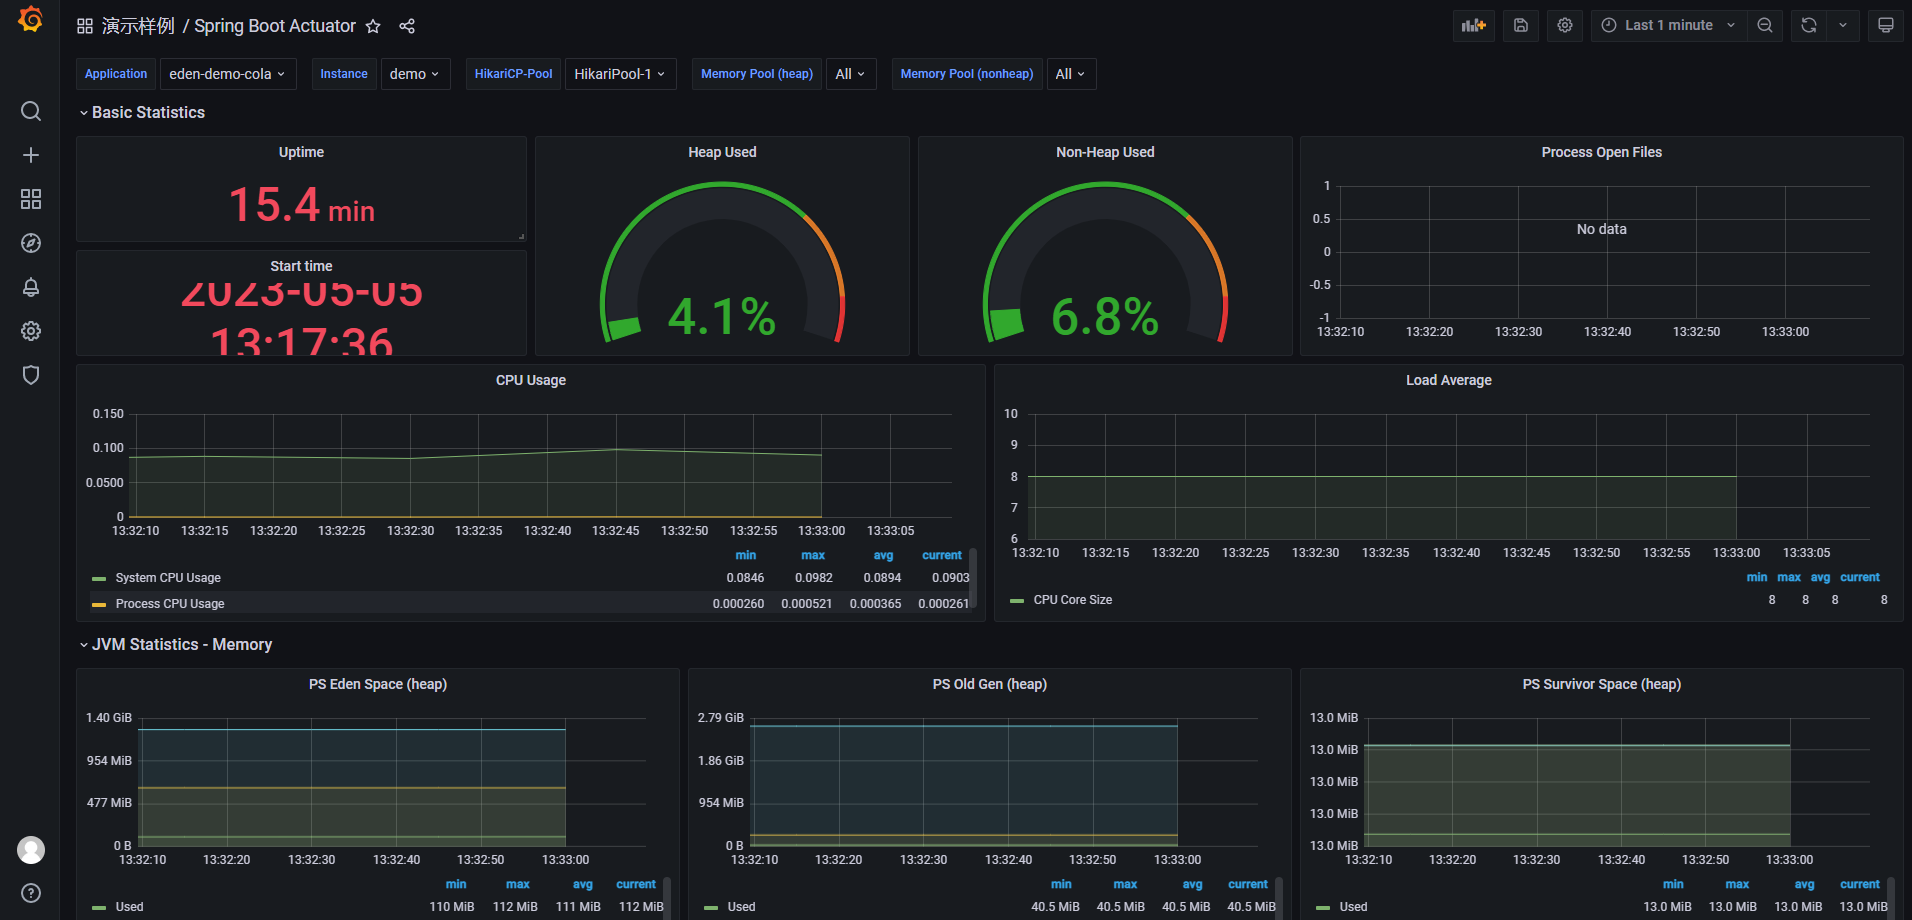 演示样例 / Spring Boot Actuator
Last 1 minute
Application eden-demo-cola Instance demo HikariCP-Pool HikariPool-1 Memory Pool (heap) All Memory Pool (nonheap) All
Basic Statistics
Uptime
15.4 min
Start time
2023-05-05
13:17:36
Heap Used
4.1%
Non-Heap Used
6.8%
Process Open Files
1
0.5
0
-0.5
-1
No data
13:32:10 13:32:20 13:32:30 13:32:40 13:32:50 13:33:00
CPU Usage
0.150
0.100
0.0500
0
13:32:10 13:32:15 13:32:20 13:32:25 13:32:30 13:32:35 13:32:40 13:32:45 13:32:50 13:32:55 13:33:00 13:33:05
min max avg current
System CPU Usage 0.0846 0.0982 0.0894 0.0903
Process CPU Usage 0.000260 0.000521 0.000365 0.000261
Load Average
10
9
8
7
6
13:32:10 13:32:15 13:32:20 13:32:25 13:32:30 13:32:35 13:32:40 13:32:45 13:32:50 13:32:55 13:33:00 13:33:05
min max avg current
CPU Core Size 8 8 8 8
JVM Statistics - Memory
PS Eden Space (heap)
1.40 GiB
954 MiB
477 MiB
0 B
13:32:10 13:32:20 13:32:30 13:32:40 13:32:50 13:33:00
min max avg current
Used 110 MiB 112 MiB 111 MiB 112 MiB
PS Old Gen (heap)
2.79 GiB
1.86 GiB
954 MiB
0 B
13:32:10 13:32:20 13:32:30 13:32:40 13:32:50 13:33:00
min max avg current
Used 40.5 MiB 40.5 MiB 40.5 MiB 40.5 MiB
PS Survivor Space (heap)
13.0 MiB
13.0 MiB
13.0 MiB
13.0 MiB
13.0 MiB
13:32:10 13:32:20 13:32:30 13:32:40 13:32:50 13:33:00
min max avg current
Used 13.0 MiB 13.0 MiB 13.0 MiB 13.0 MiB